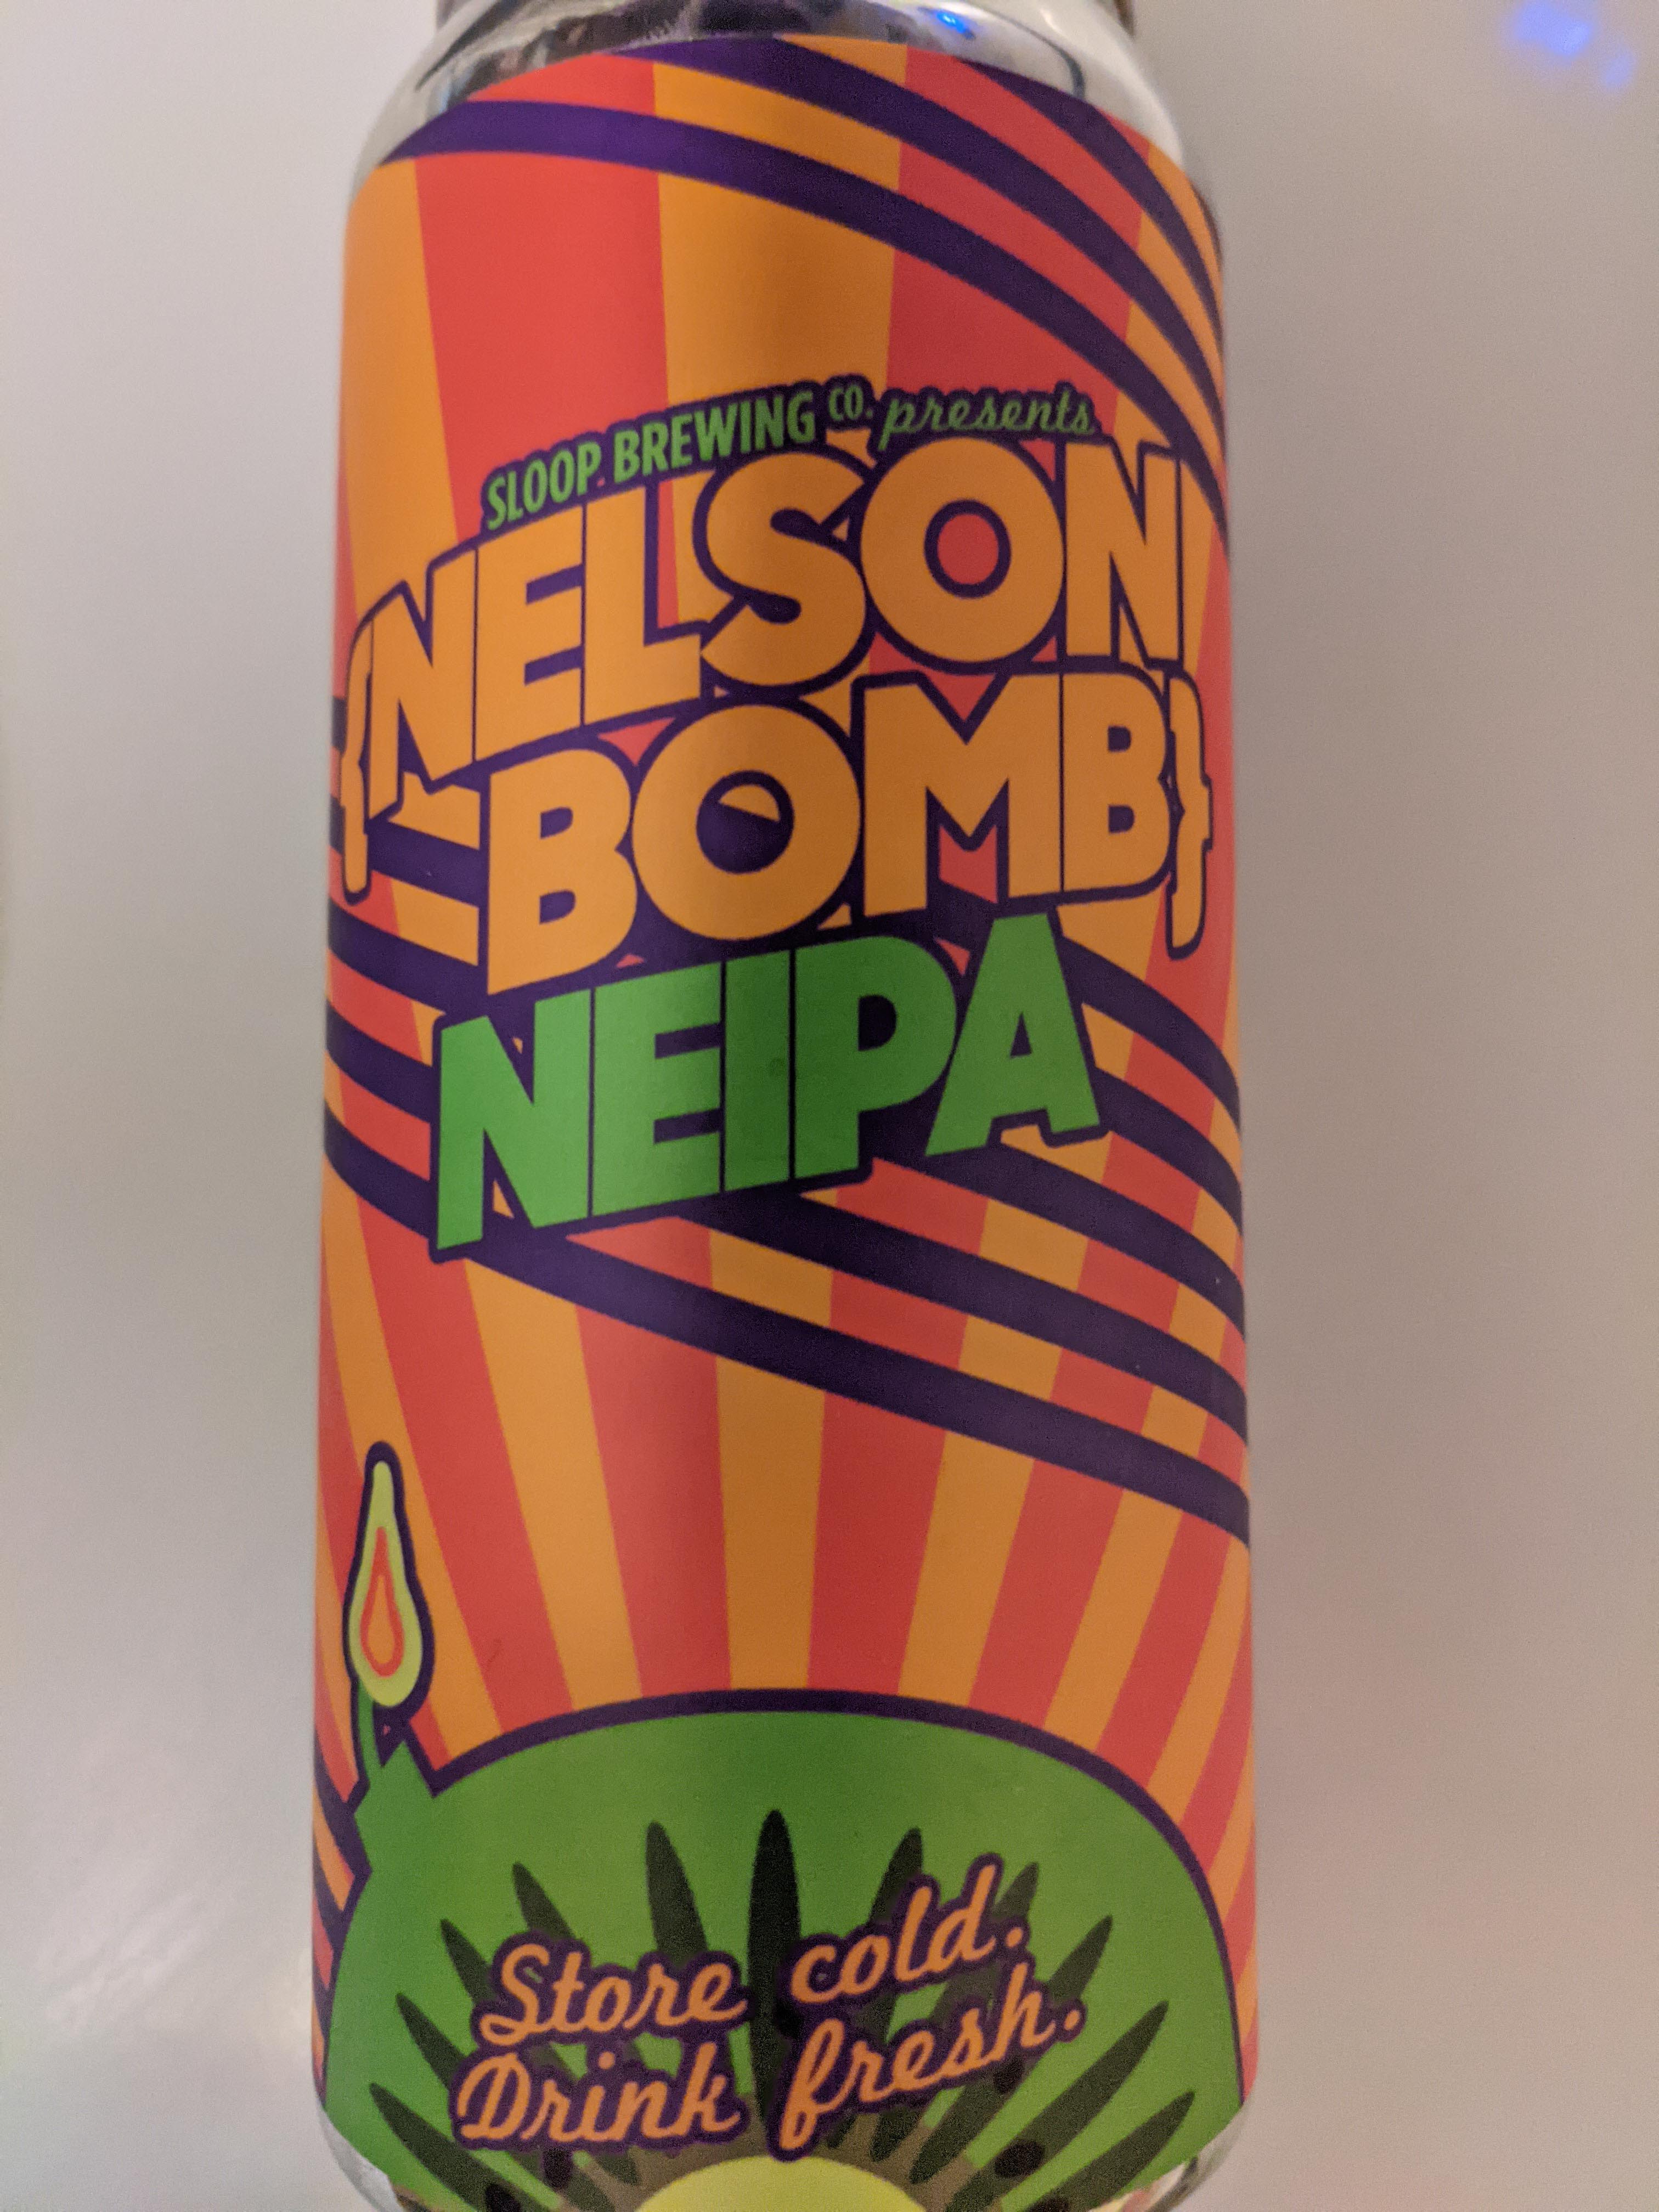 SLOOP BREWING CO. presents
{NELSON
BOMB}
NEIPA
Store cold.
Drink fresh.